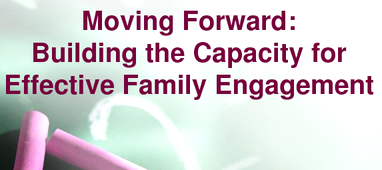 Moving Forward:
Building the Capacity for
Effective Family Engagement